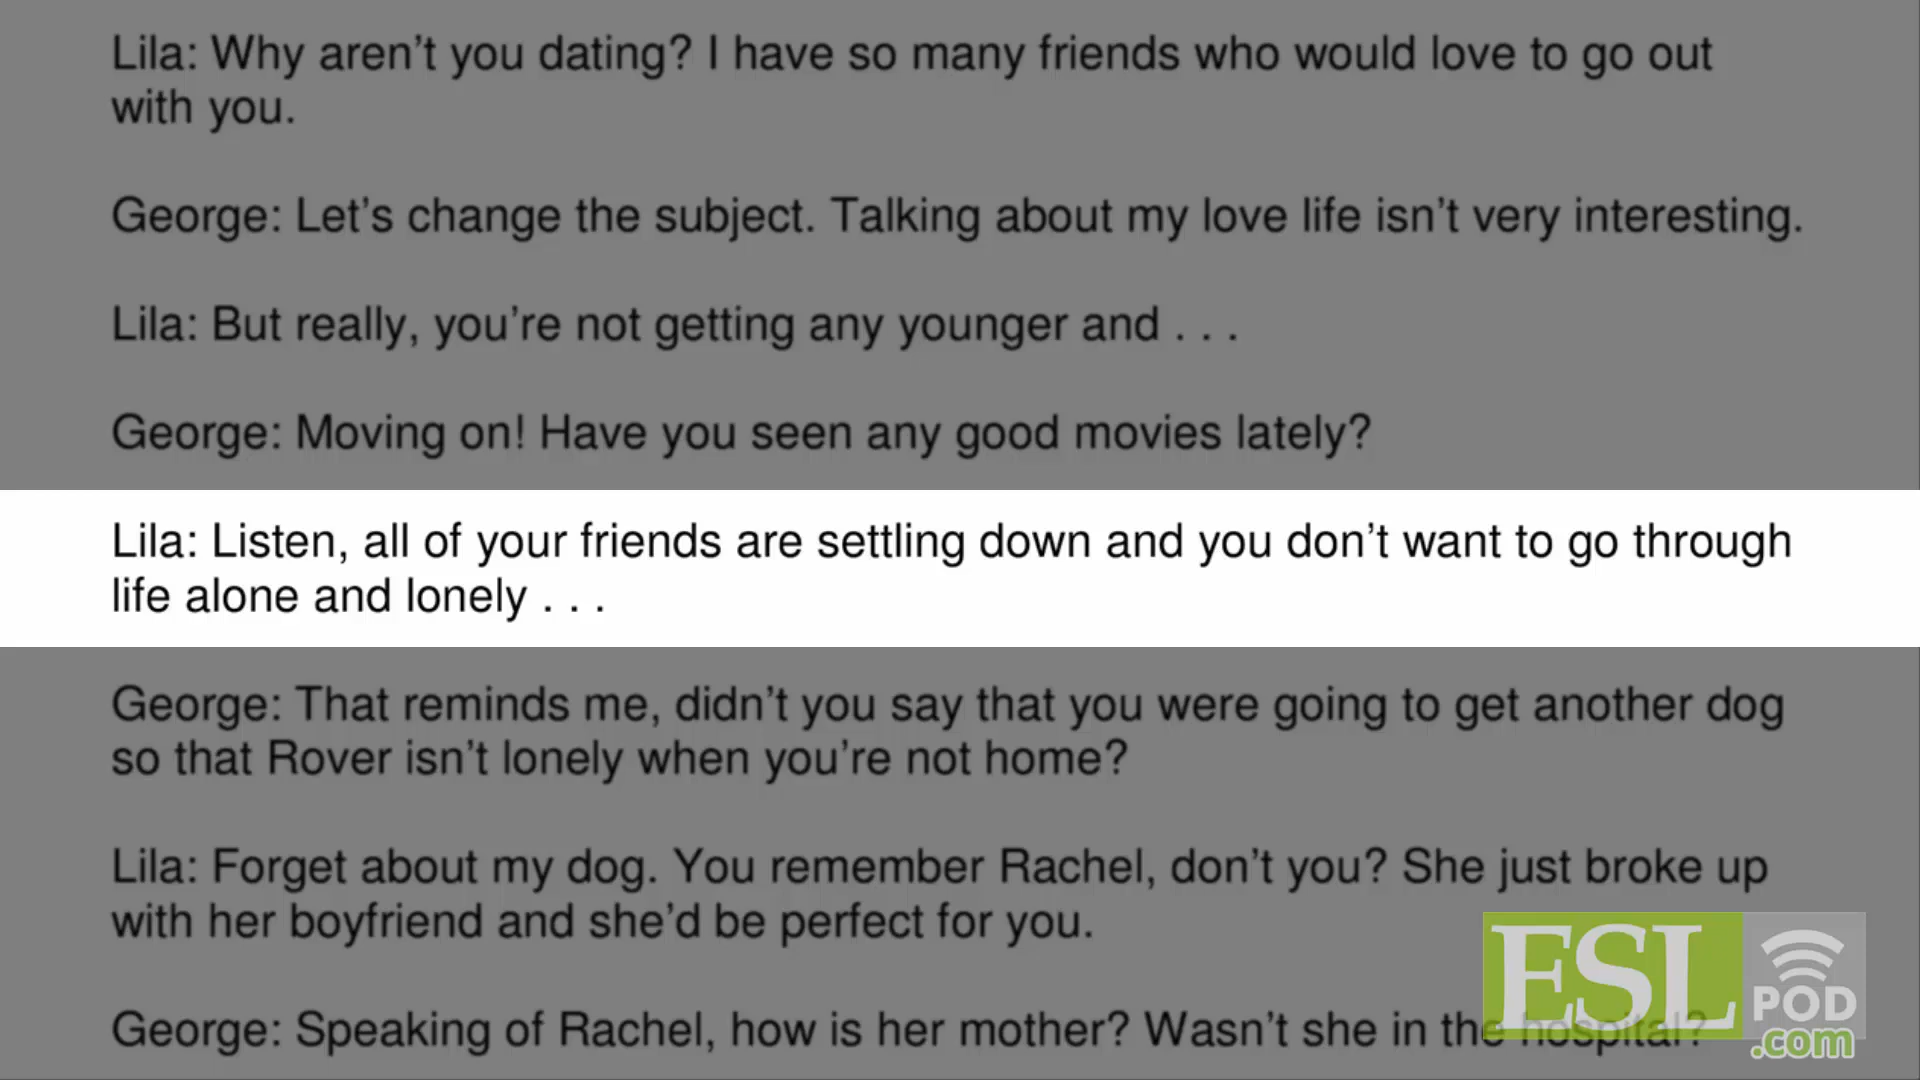 Lila: Why aren’t you dating? I have so many friends who would love to go out
with you.
George: Let’s change the subject. Talking about my love life isn’t very interesting.
Lila: But really, you’re not getting any younger and . . .
George: Moving on! Have you seen any good movies lately?
Lila: Listen, all of your friends are settling down and you don’t want to go through
life alone and lonely . . .
George: That reminds me, didn’t you say that you were going to get another dog
so that Rover isn’t lonely when you’re not home?
Lila: Forget about my dog. You remember Rachel, don’t you? She just broke up
with her boyfriend and she’d be perfect for you.
George: Speaking of Rachel, how is her mother? Wasn’t she in the hospital?
ESL
POD
.com